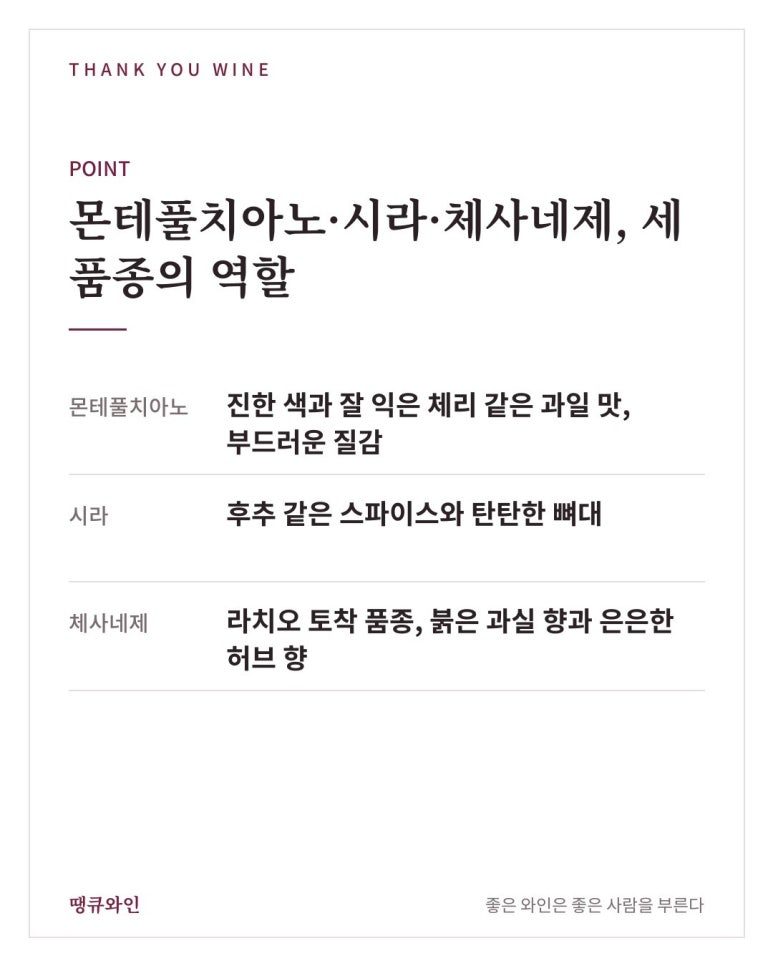 THANK YOU WINE
POINT
몬테풀치아노·시라·체사네제, 세
품종의 역할
몬테풀치아노
진한 색과 잘 익은 체리 같은 과일 맛,
부드러운 질감
시라
후추 같은 스파이스와 탄탄한 뼈대
체사네제
라치오 토착 품종, 붉은 과실 향과 은은한
허브 향
땡큐와인
좋은 와인은 좋은 사람을 부른다